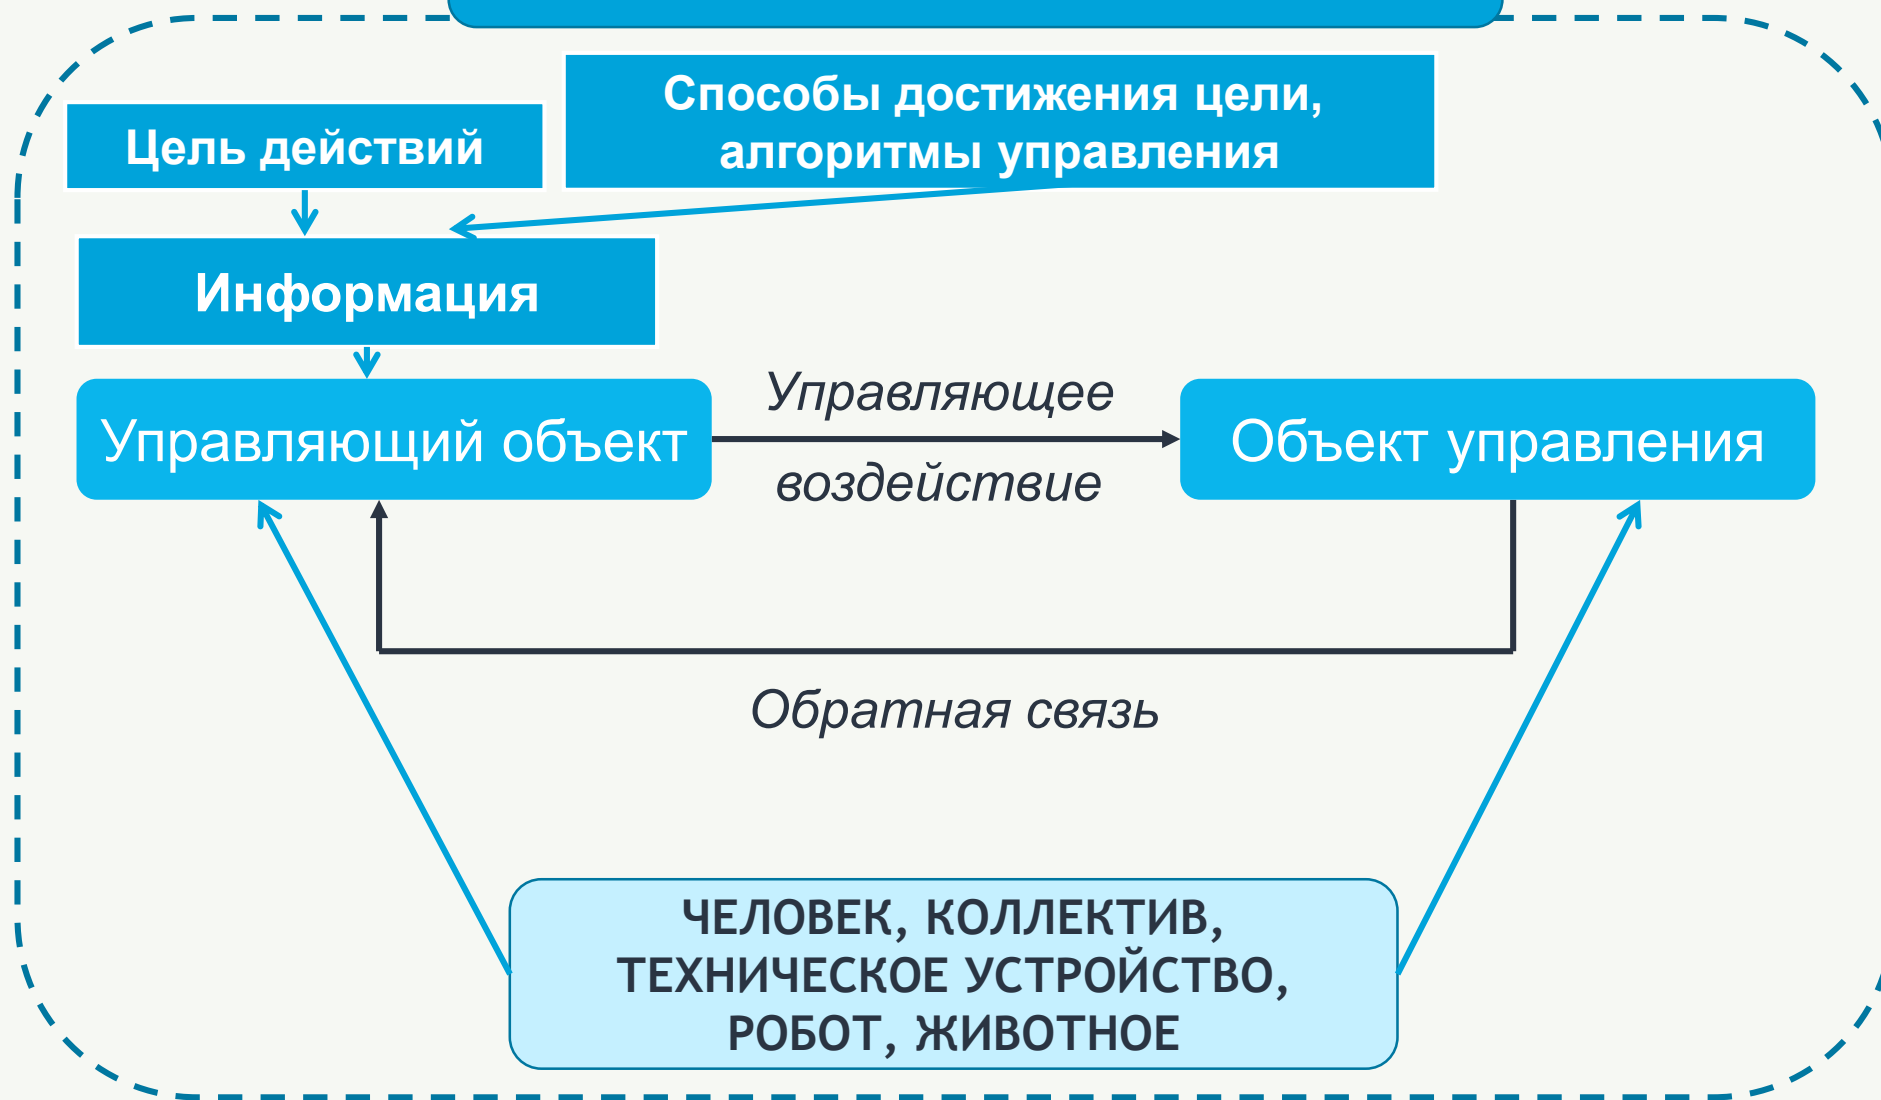 Способы достижения цели,
алгоритмы управления
Цель действий
Информация
Управляющий объект
Управляющее
воздействие
Объект управления
Обратная связь
ЧЕЛОВЕК, КОЛЛЕКТИВ,
ТЕХНИЧЕСКОЕ УСТРОЙСТВО,
РОБОТ, ЖИВОТНОЕ